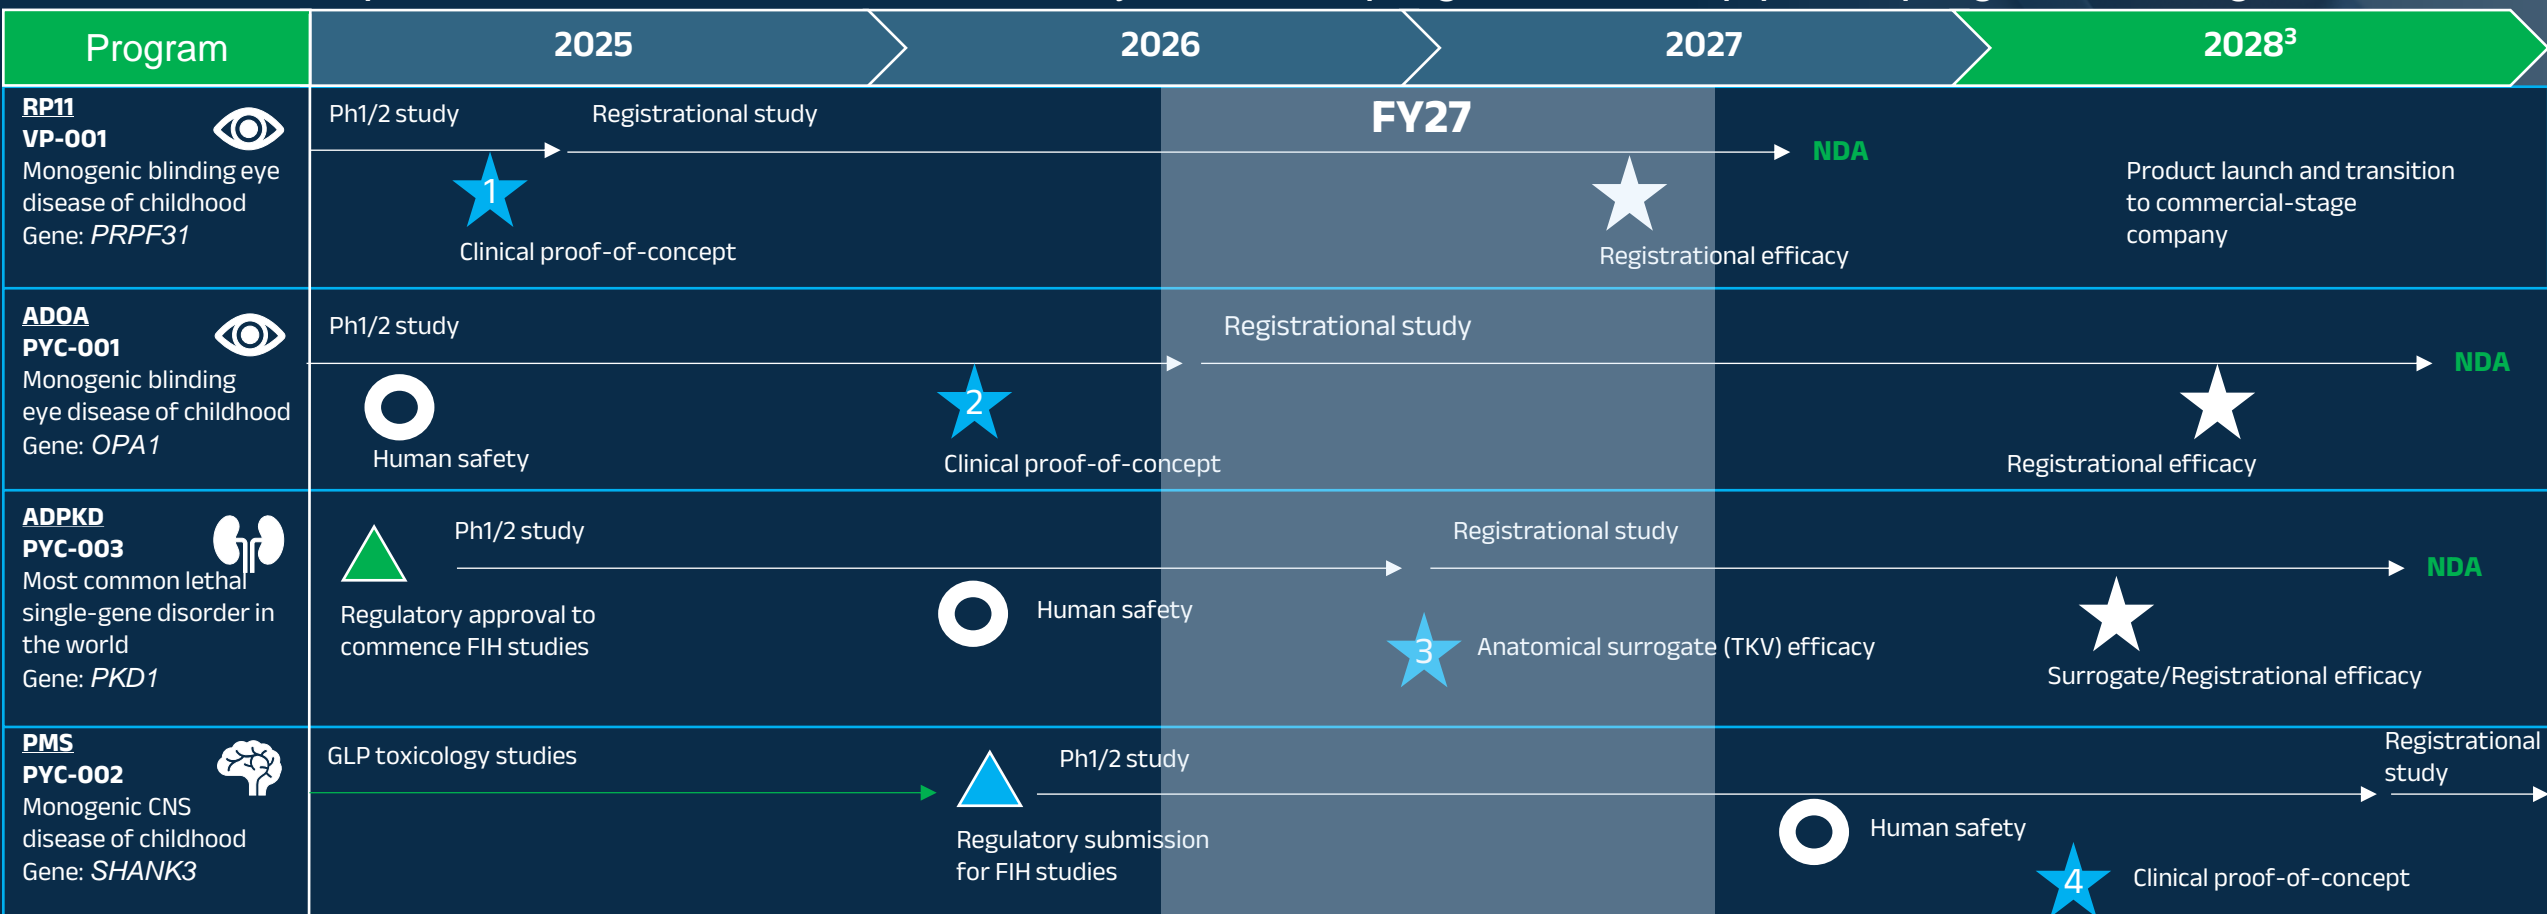 Program
2025
2026
2027
2028³
RP11
VP-001
Monogenic blinding eye
disease of childhood
Gene: PRPF31
Ph1/2 study
Registrational study
FY27
NDA
1
Clinical proof-of-concept
Registrational efficacy
Product launch and transition
to commercial-stage
company
ADOA
PYC-001
Monogenic blinding
eye disease of childhood
Gene: OPA1
Ph1/2 study
Registrational study
NDA
Human safety
2
Clinical proof-of-concept
Registrational efficacy
ADPKD
PYC-003
Most common lethal
single-gene disorder in
the world
Gene: PKD1
Ph1/2 study
Registrational study
NDA
Regulatory approval to
commence FIH studies
Human safety
3
Anatomical surrogate (TKV) efficacy
Surrogate/Registrational efficacy
PMS
PYC-002
Monogenic CNS
disease of childhood
Gene: SHANK3
GLP toxicology studies
Ph1/2 study
Registrational
study
Regulatory submission
for FIH studies
Human safety
4
Clinical proof-of-concept